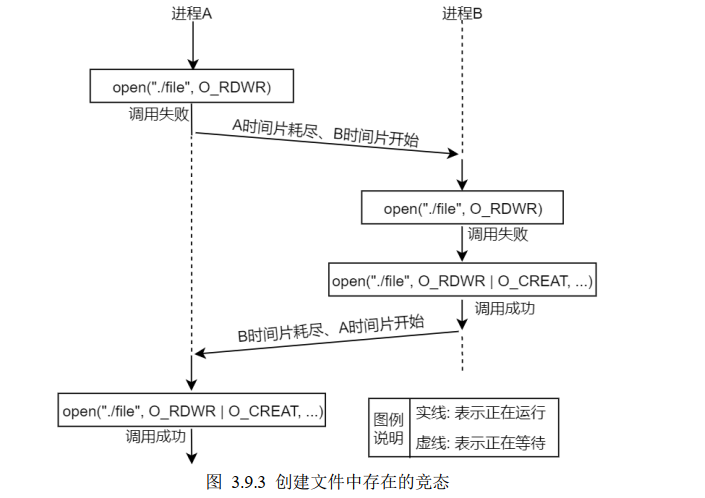 进程A
进程B
open("./file", O_RDWR)
调用失败
A时间片耗尽、B时间片开始
open("./file", O_RDWR)
调用失败
open("./file", O_RDWR | O_CREAT, ...)
调用成功
B时间片耗尽、A时间片开始
open("./file", O_RDWR | O_CREAT, ...)
调用成功
图例说明
实线: 表示正在运行
虚线: 表示正在等待
图 3.9.3 创建文件中存在的竞态